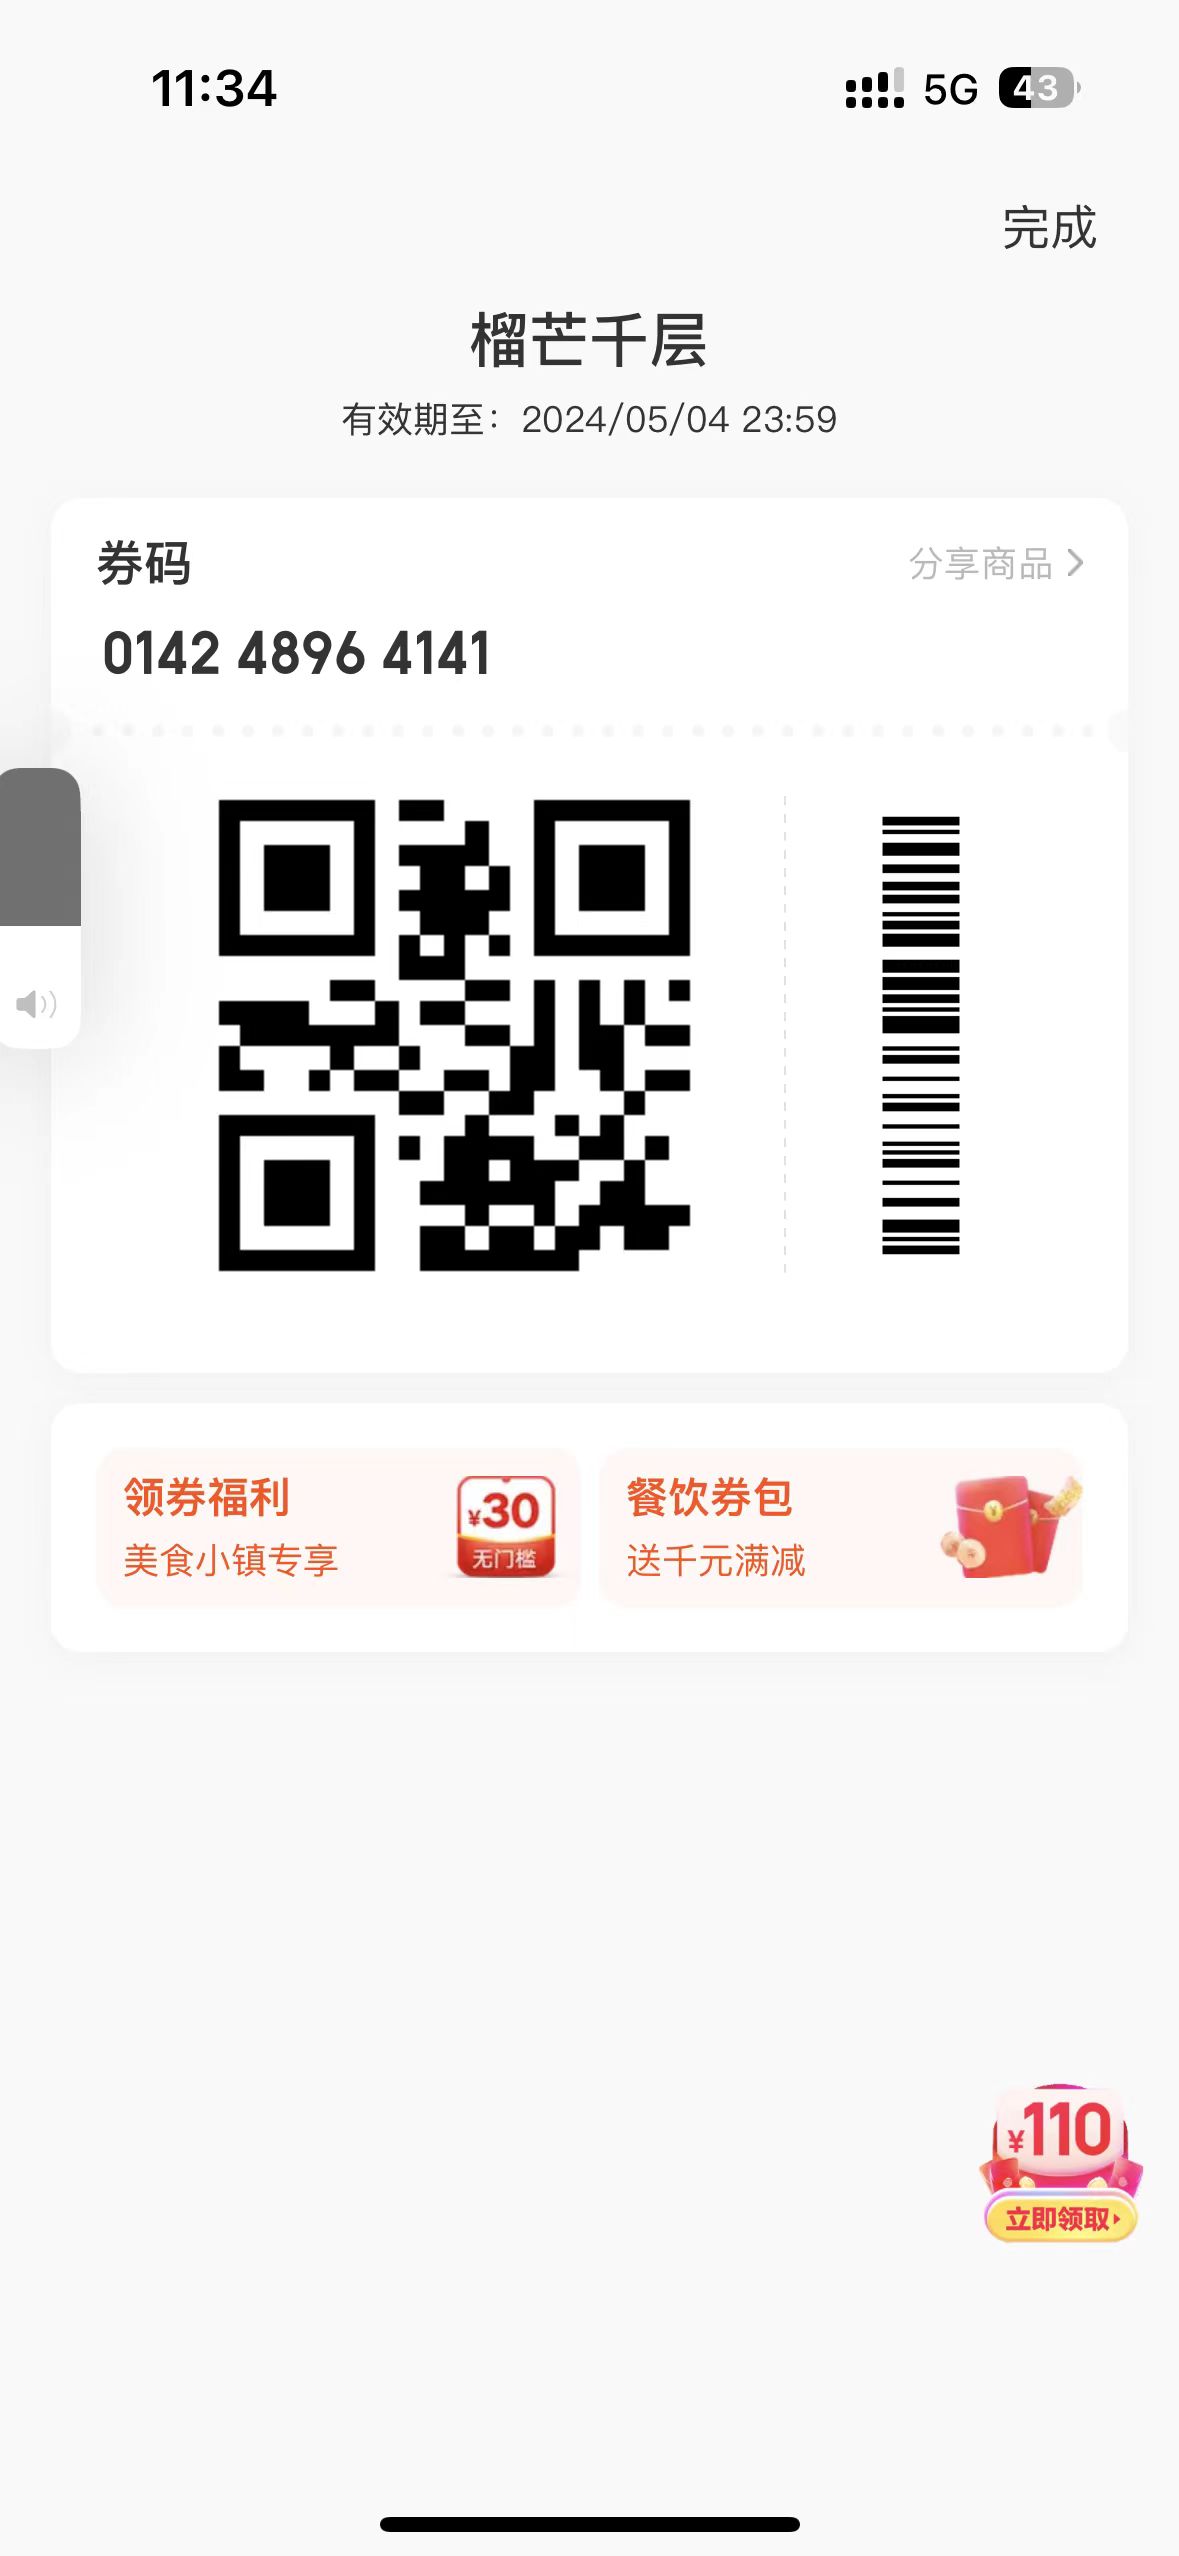 11:34
5G 43
完成
榴芒千层
有效期至：2024/05/04 23:59
券码
分享商品
0142 4896 4141
领券福利
美食小镇专享
¥30
无门槛
餐饮券包
送千元满减
¥110
立即领取